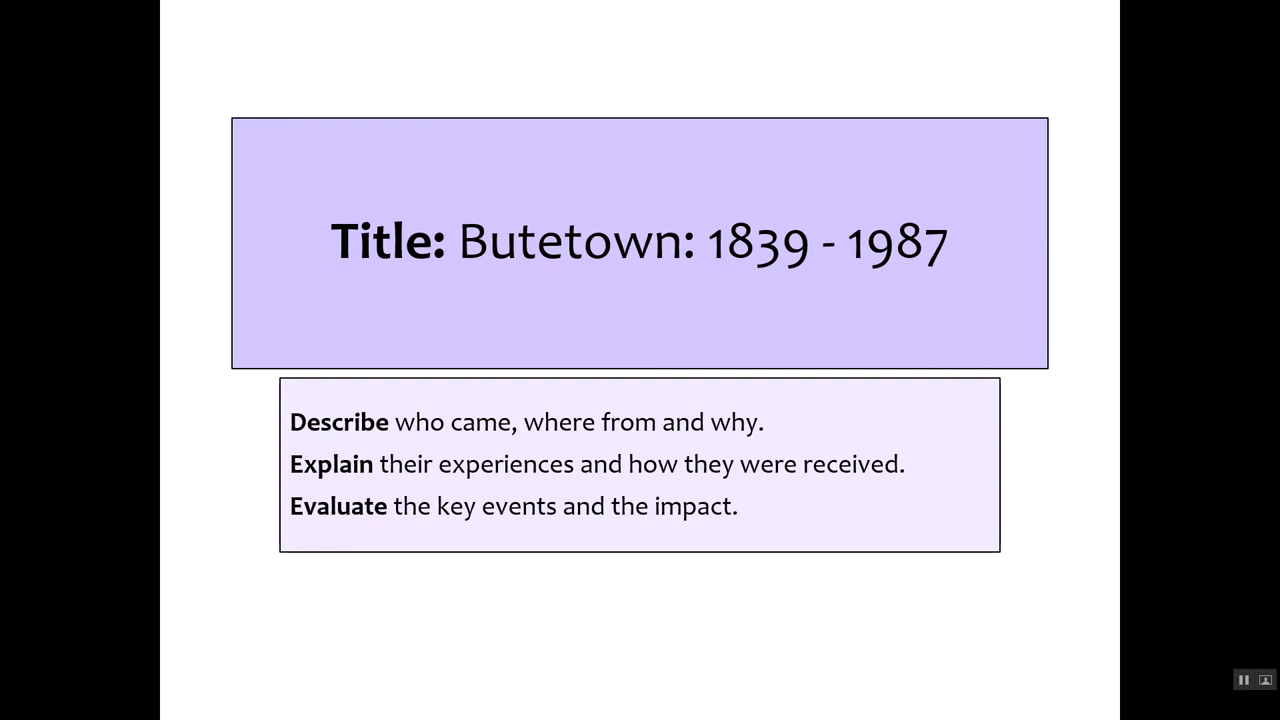 Title: Butetown: 1839 - 1987
Describe who came, where from and why.
Explain their experiences and how they were received.
Evaluate the key events and the impact.